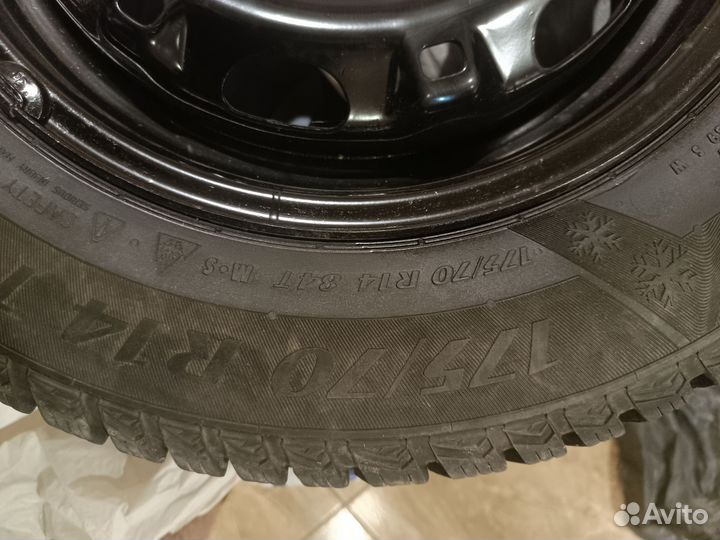 175/70 R14 84T M·S
175/70 R14
SAFETY
Avito